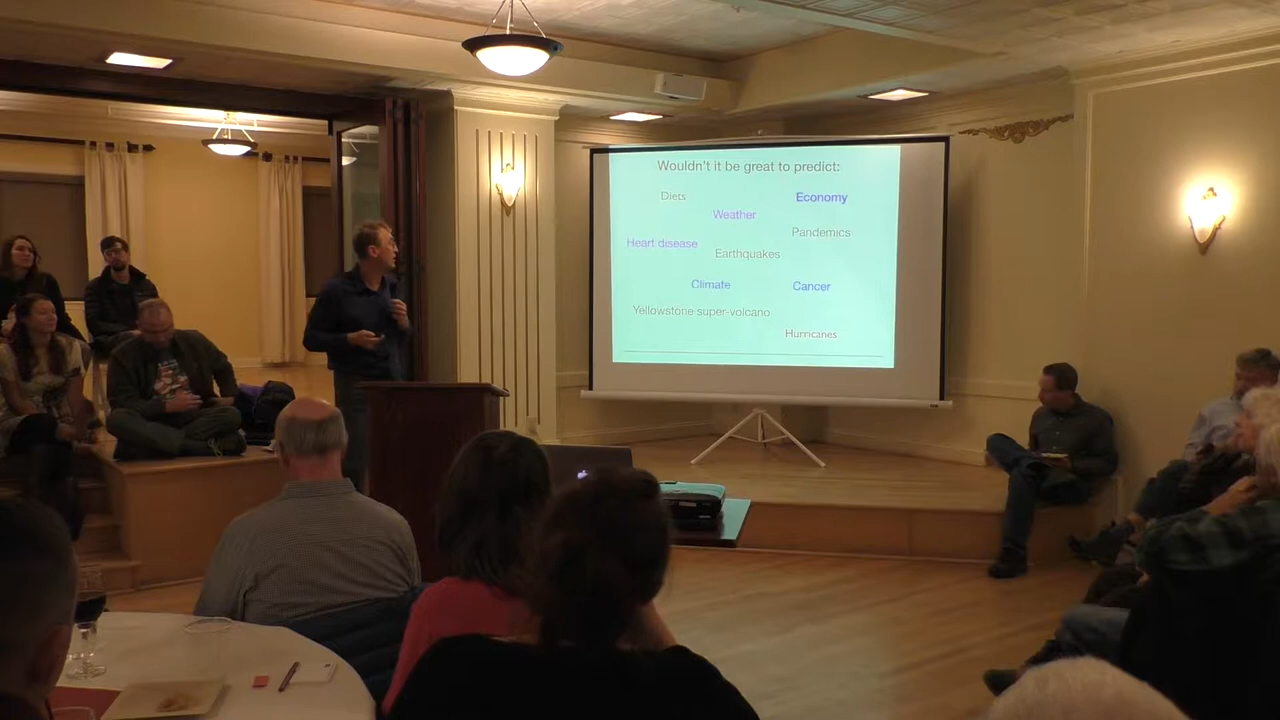 Wouldn't it be great to predict:
Diets
Economy
Weather
Pandemics
Heart disease
Earthquakes
Climate
Cancer
Yellowstone super-volcano
Hurricanes